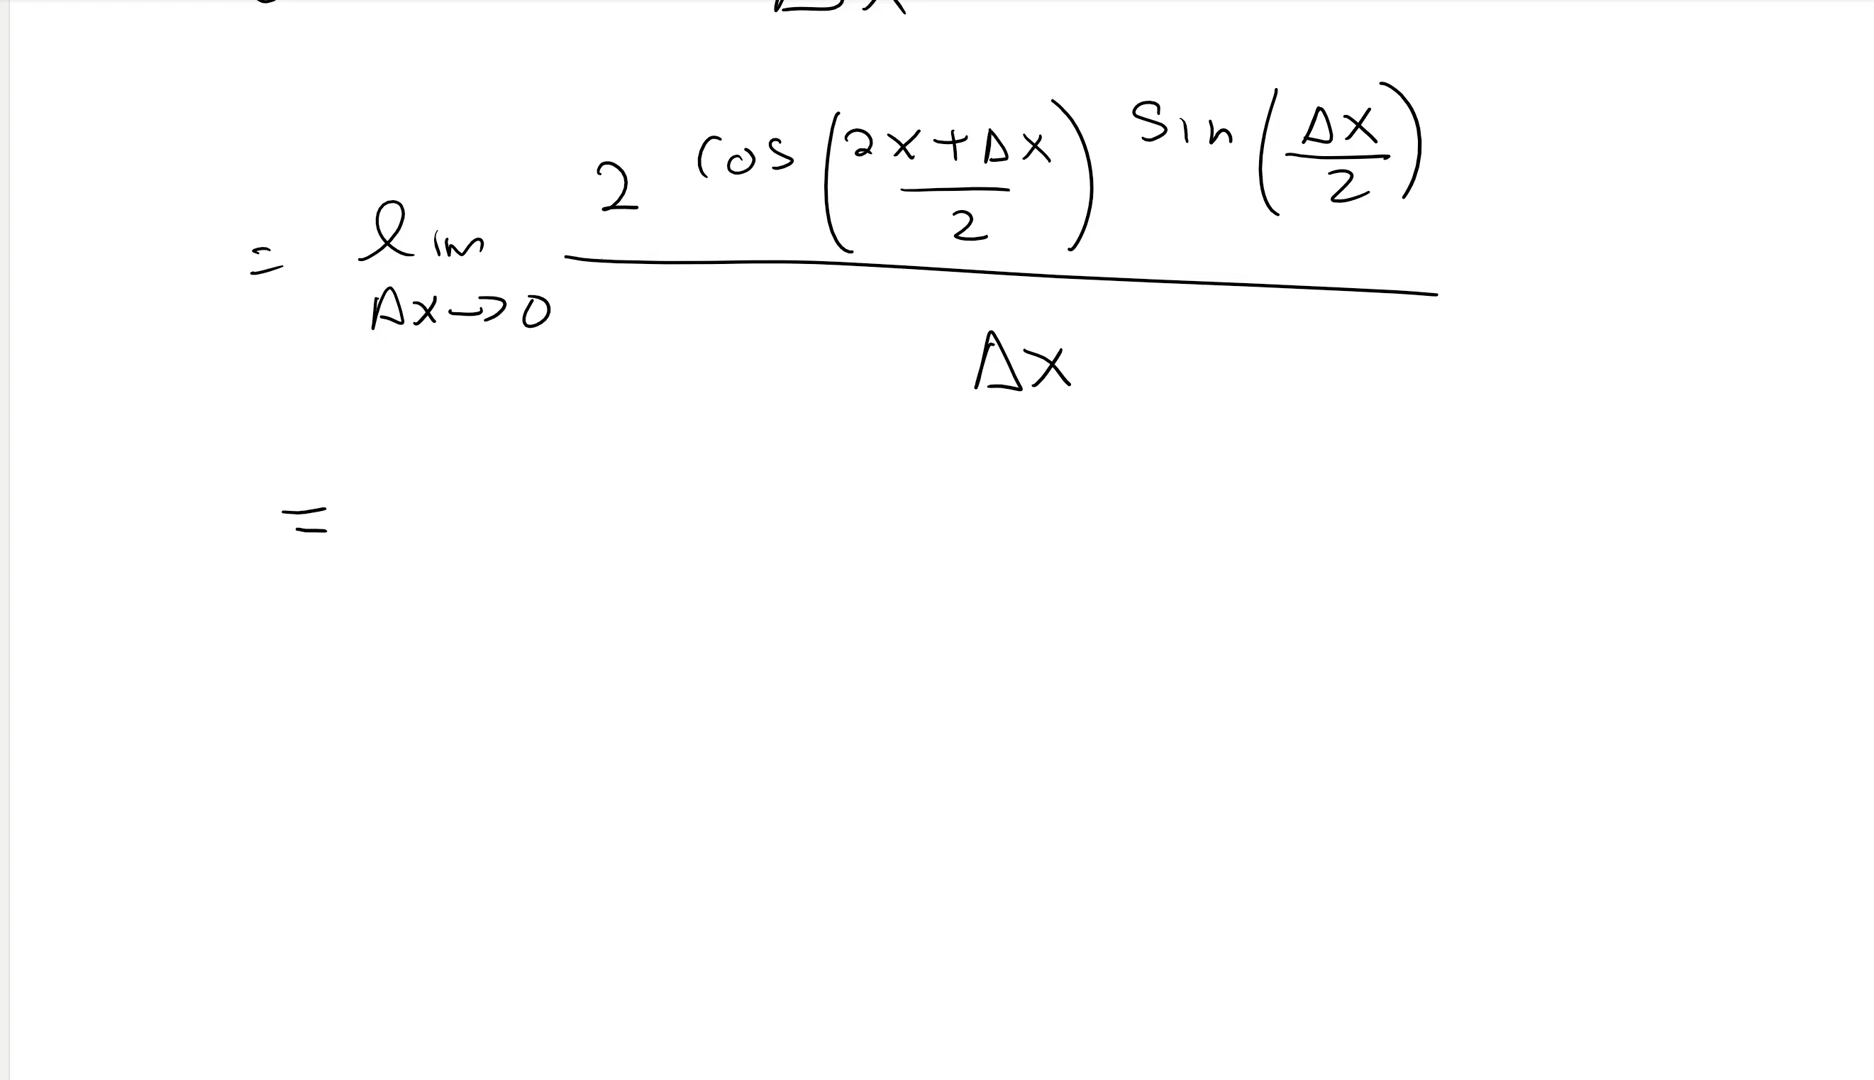 = lim Δx→0 2 cos((2x+Δx)/2) sin(Δx/2) / Δx
=